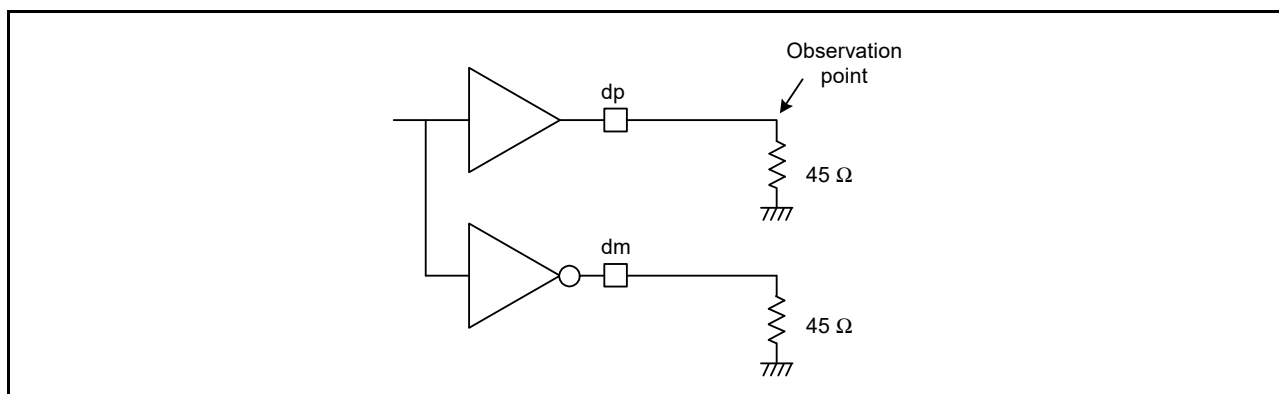 Observation
point
dp
45 Ω
dm
45 Ω